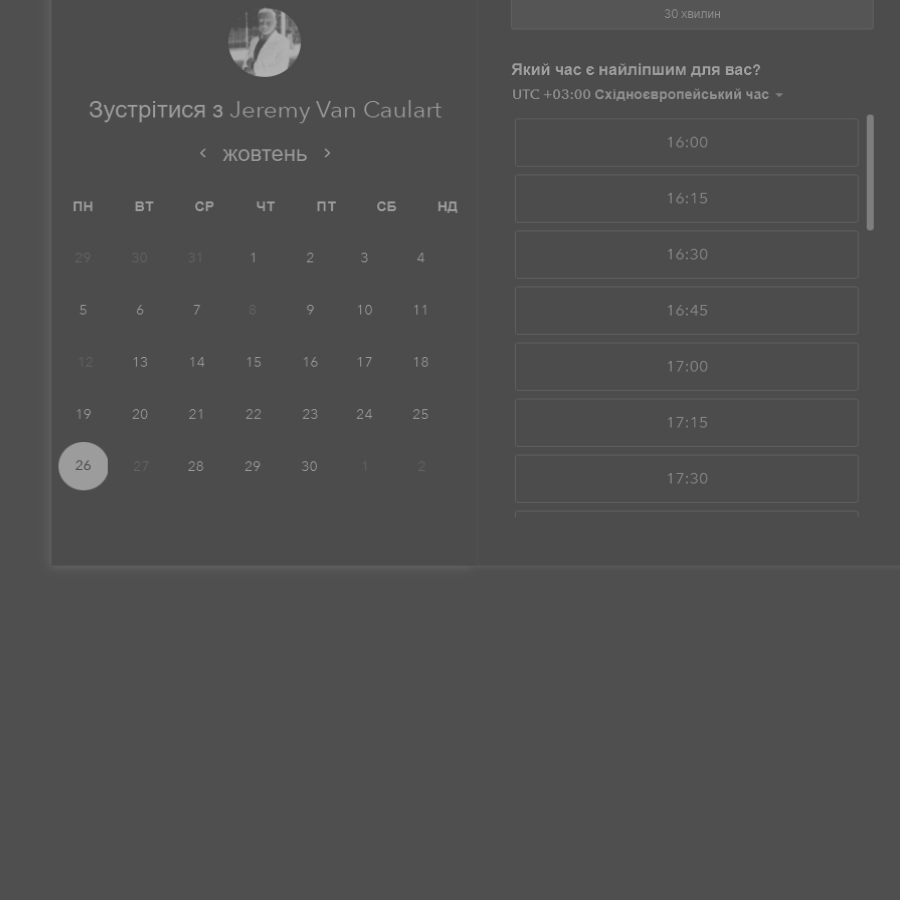 Зустрітися з Jeremy Van Caulart
жовтень
ПН ВТ СР ЧТ ПТ СБ НД
29 30 31 1 2 3 4
5 6 7 8 9 10 11
12 13 14 15 16 17 18
19 20 21 22 23 24 25
26 27 28 29 30 1 2
30 хвилин
Який час є найліпшим для вас?
UTC +03:00 Східноєвропейський час
16:00
16:15
16:30
16:45
17:00
17:15
17:30